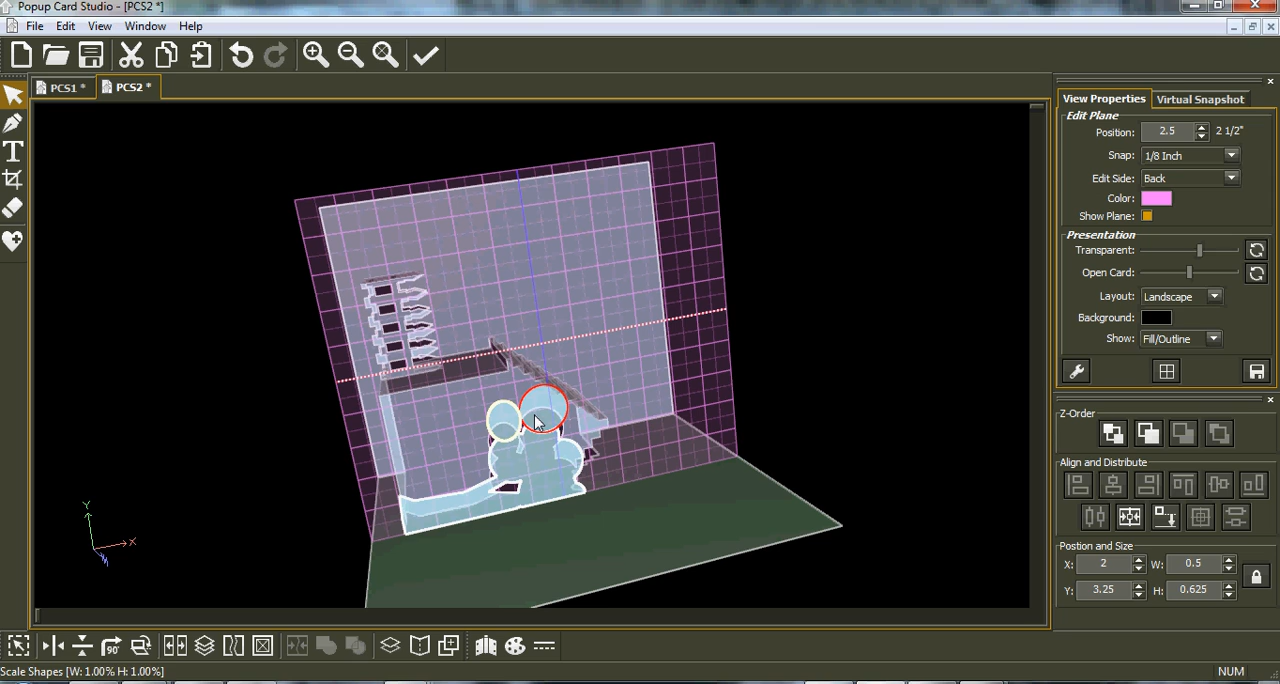 Popup Card Studio - [PCS2 *]
File Edit View Window Help
PCS1 * PCS2 *
View Properties Virtual Snapshot
Edit Plane
Position: 2.5 2 1/2"
Snap: 1/8 Inch
Edit Side: Back
Color:
Show Plane:
Presentation
Transparent:
Open Card:
Layout: Landscape
Background:
Show: Fill/Outline
Z-Order
Align and Distribute
Postion and Size
X: 2 W: 0.5
Y: 3.25 H: 0.625
Y
X
T
90°
Scale Shapes [W: 1.00% H: 1.00%]
NUM